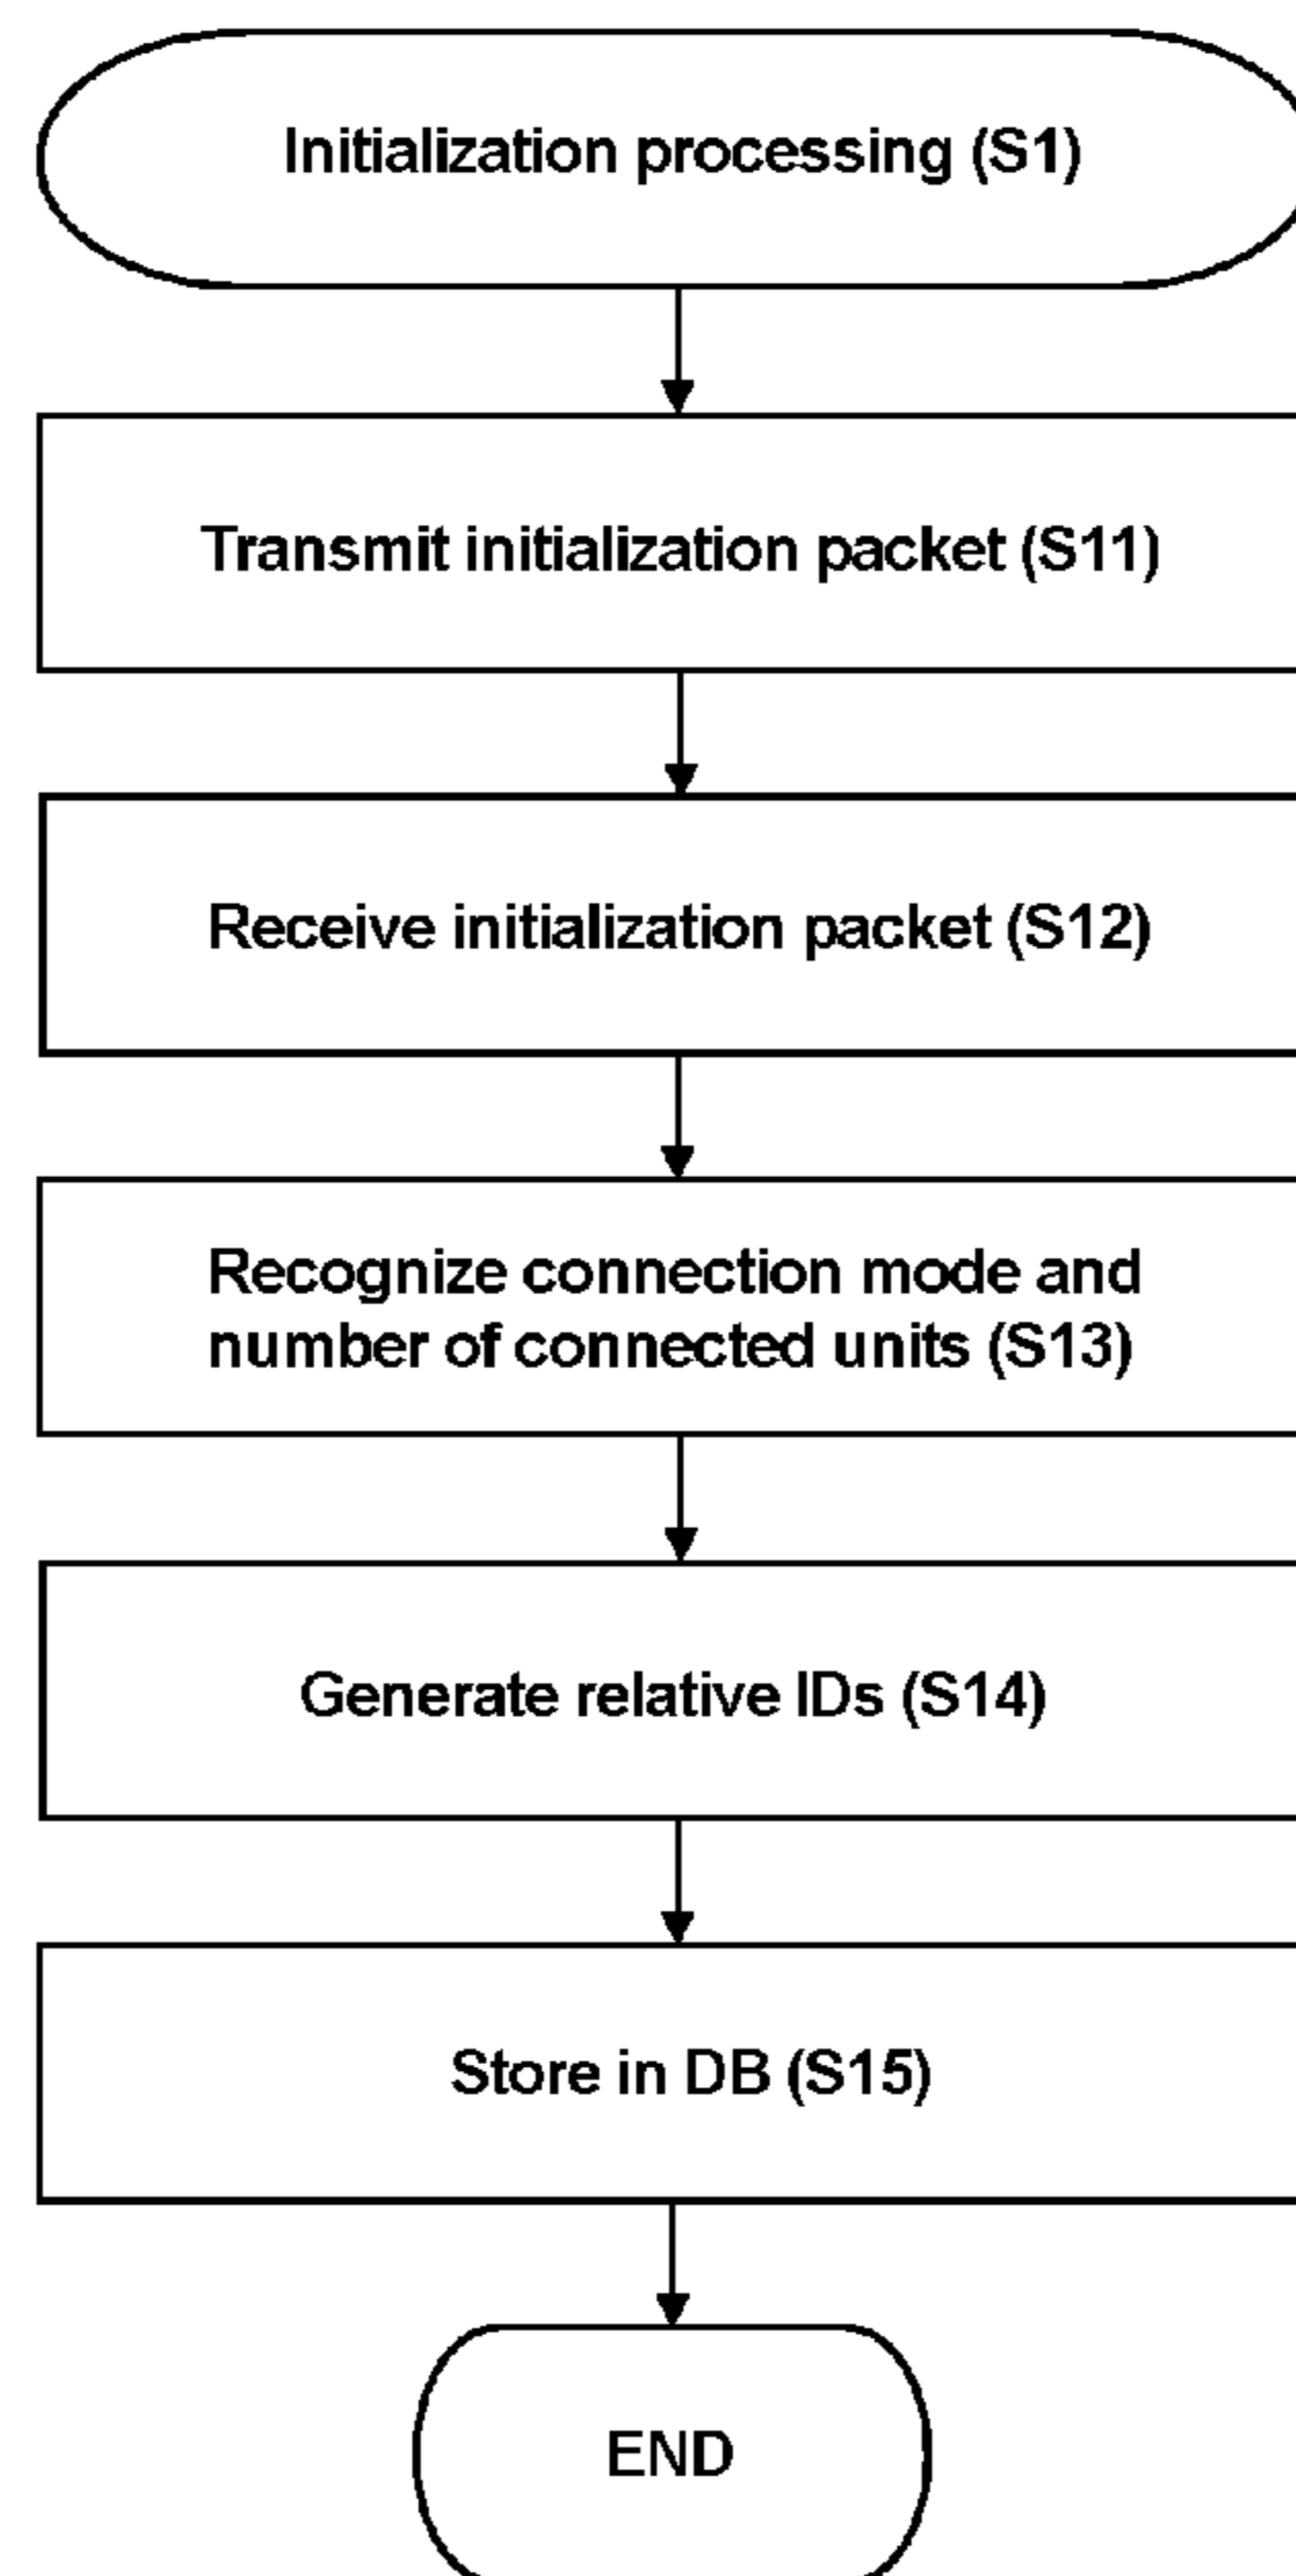 Initialization processing (S1)
Transmit initialization packet (S11)
Receive initialization packet (S12)
Recognize connection mode and
number of connected units (S13)
Generate relative IDs (S14)
Store in DB (S15)
END